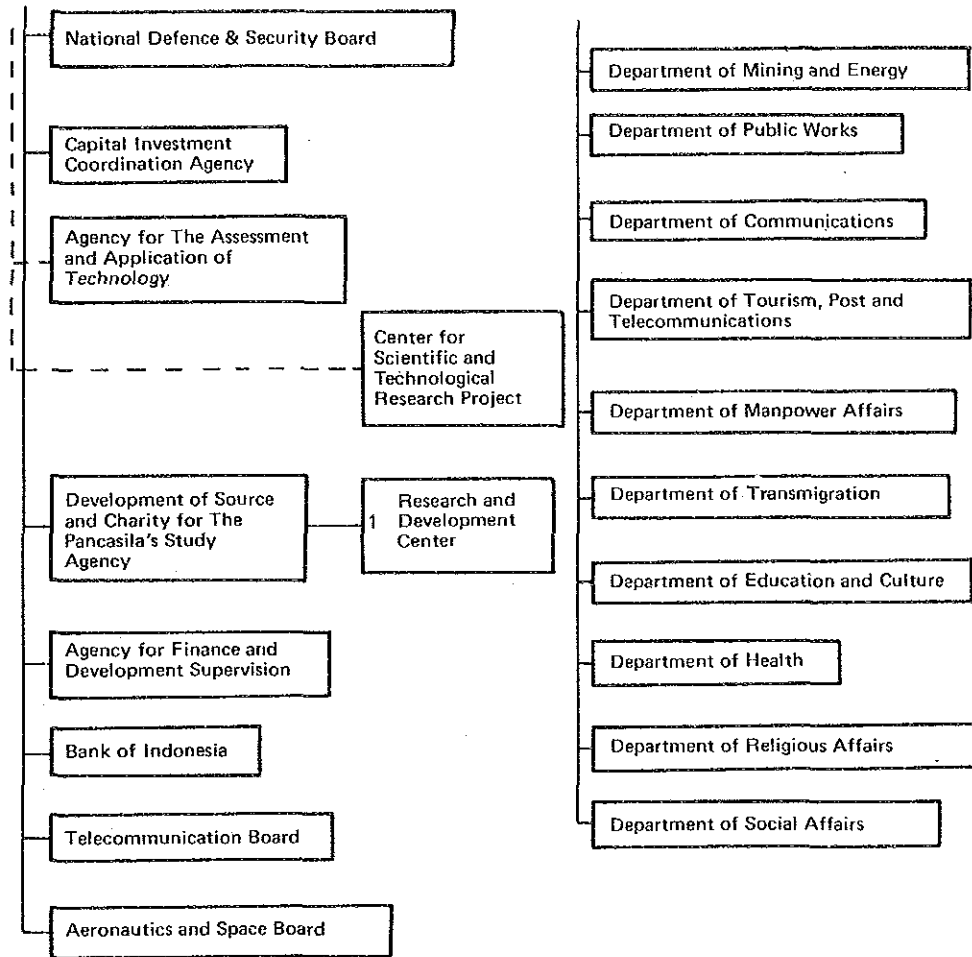 National Defence & Security Board
Capital Investment
Coordination Agency
Agency for The Assessment
and Application of
Technology
Center for
Scientific and
Technological
Research Project
Development of Source
and Charity for The
Pancasila's Study
Agency
1 Research and
Development
Center
Agency for Finance and
Development Supervision
Bank of Indonesia
Telecommunication Board
Aeronautics and Space Board
Department of Mining and Energy
Department of Public Works
Department of Communications
Department of Tourism, Post and
Telecommunications
Department of Manpower Affairs
Department of Transmigration
Department of Education and Culture
Department of Health
Department of Religious Affairs
Department of Social Affairs